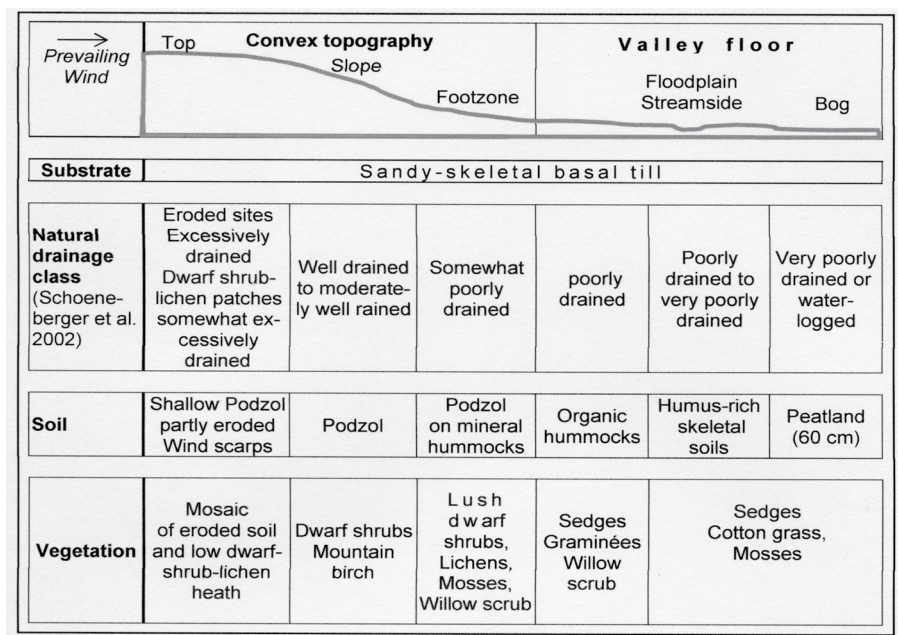 Prevailing
Wind
Top
Convex topography
Slope
Footzone
Valley floor
Floodplain
Streamside
Bog
Substrate
Sandy-skeletal basal till
Natural
drainage
class
(Schoene-
berger et al.
2002)
Eroded sites
Excessively
drained
Dwarf shrub-
lichen patches
somewhat ex-
cessively
drained
Well drained
to moderate-
ly well rained
Somewhat
poorly
drained
poorly
drained
Poorly
drained to
very poorly
drained
Very poorly
drained or
water-
logged
Soil
Shallow Podzol
partly eroded
Wind scarps
Podzol
Podzol
on mineral
hummocks
Organic
hummocks
Humus-rich
skeletal
soils
Peatland
(60 cm)
Vegetation
Mosaic
of eroded soil
and low dwarf-
shrub-lichen
heath
Dwarf shrubs
Mountain
birch
Lush
dwarf
shrubs,
Lichens,
Mosses,
Willow scrub
Sedges
Graminées
Willow
scrub
Sedges
Cotton grass,
Mosses